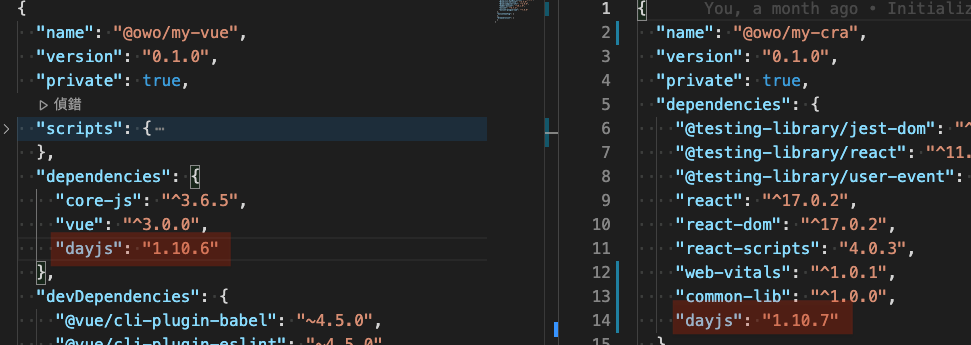 {
"name": "@owo/my-vue",
"version": "0.1.0",
"private": true,
▷ 偵錯
> "scripts": { ⋯
},
"dependencies": {
"core-js": "^3.6.5",
"vue": "^3.0.0",
"dayjs": "1.10.6"
},
"devDependencies": {
"@vue/cli-plugin-babel": "~4.5.0",
"@vue/cli-plugin-eslint": "~4.5.0",
1 { You, a month ago • Initializ
2 "name": "@owo/my-cra",
3 "version": "0.1.0",
4 "private": true,
5 "dependencies": {
6 "@testing-library/jest-dom": "^
7 "@testing-library/react": "^11.
8 "@testing-library/user-event":
9 "react": "^17.0.2",
10 "react-dom": "^17.0.2",
11 "react-scripts": "4.0.3",
12 "web-vitals": "^1.0.1",
13 "common-lib": "^1.0.0",
14 "dayjs": "1.10.7"
15 }